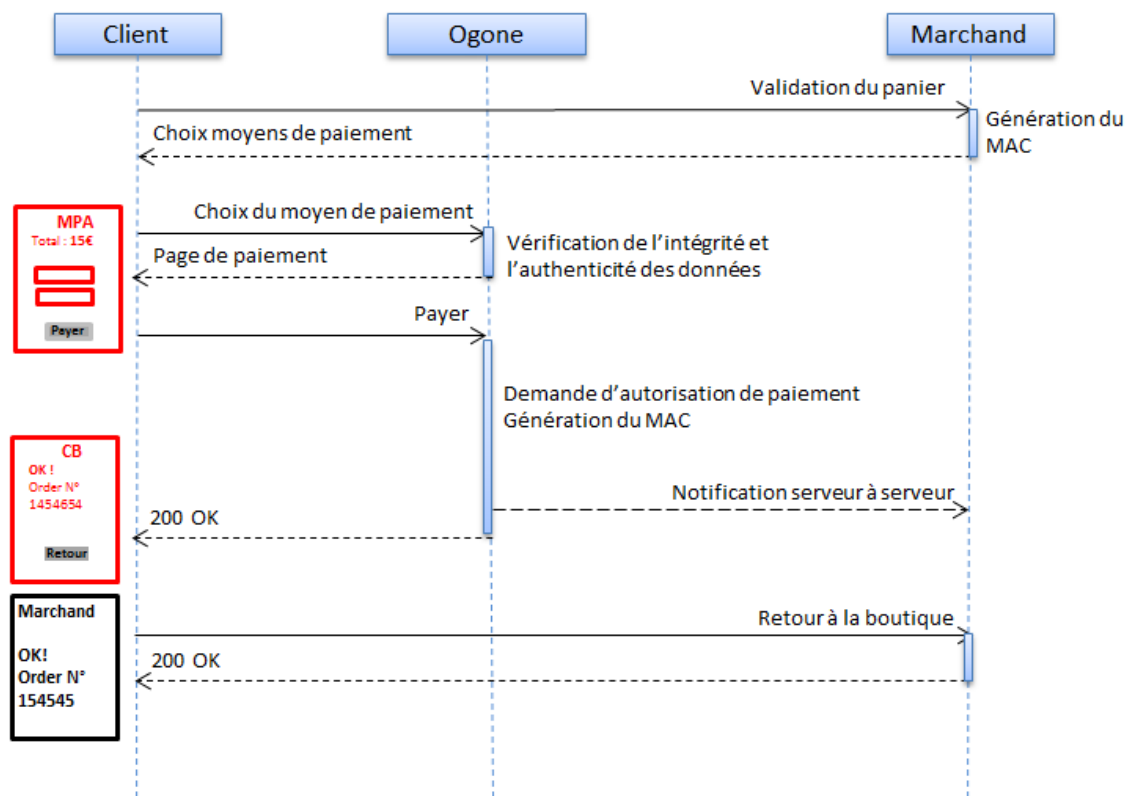 Client
Ogone
Marchand
Validation du panier
Génération du
MAC
Choix moyens de paiement
Choix du moyen de paiement
MPA
Total : 15€
Payer
Vérification de l'intégrité et
l'authenticité des données
Page de paiement
Payer
Demande d'autorisation de paiement
Génération du MAC
CB
OK !
Order N°
1454654
Retour
Notification serveur à serveur
200 OK
Marchand
OK!
Order N°
154545
Retour à la boutique
200 OK